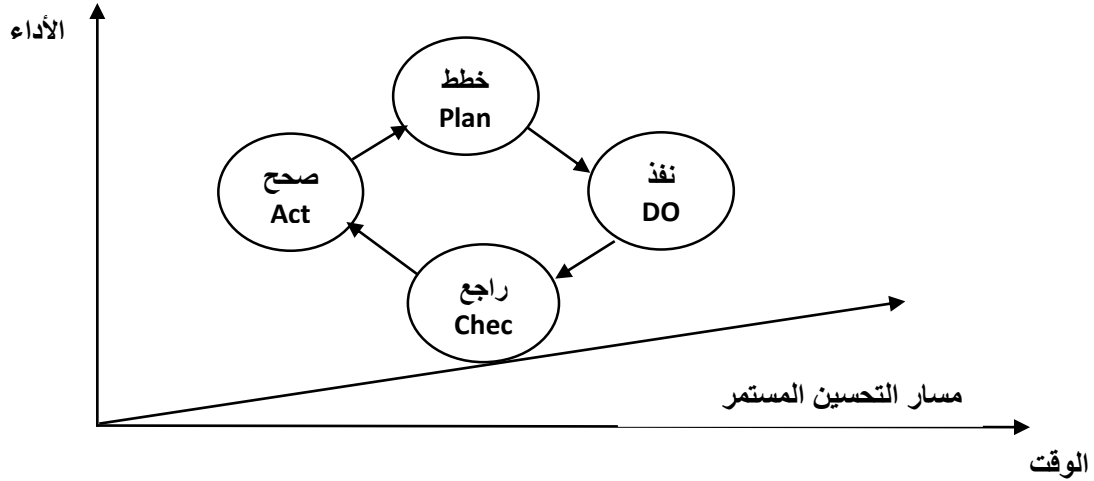 الأداء
خطط
Plan
صحح
Act
نفذ
DO
راجع
Chec
مسار التحسين المستمر
الوقت